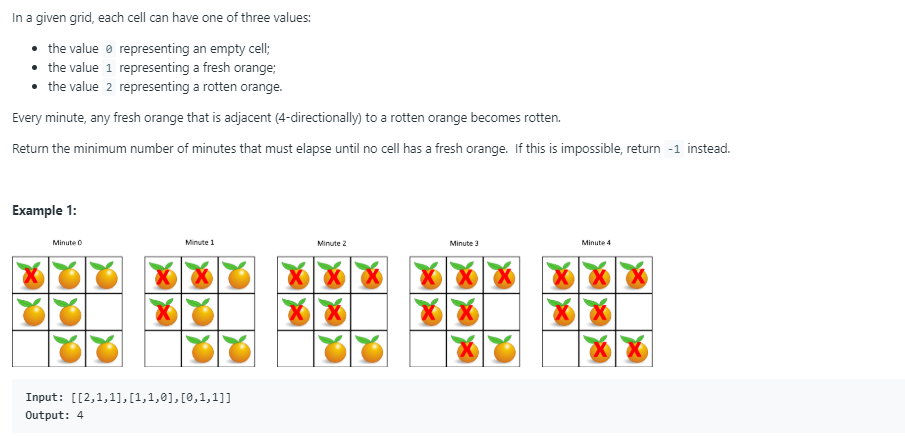 In a given grid, each cell can have one of three values:
• the value 0 representing an empty cell;
• the value 1 representing a fresh orange;
• the value 2 representing a rotten orange.
Every minute, any fresh orange that is adjacent (4-directionally) to a rotten orange becomes rotten.
Return the minimum number of minutes that must elapse until no cell has a fresh orange.  If this is impossible, return -1 instead.
Example 1:
Minute 0 Minute 1 Minute 2 Minute 3 Minute 4
Input: [[2,1,1],[1,1,0],[0,1,1]]
Output: 4